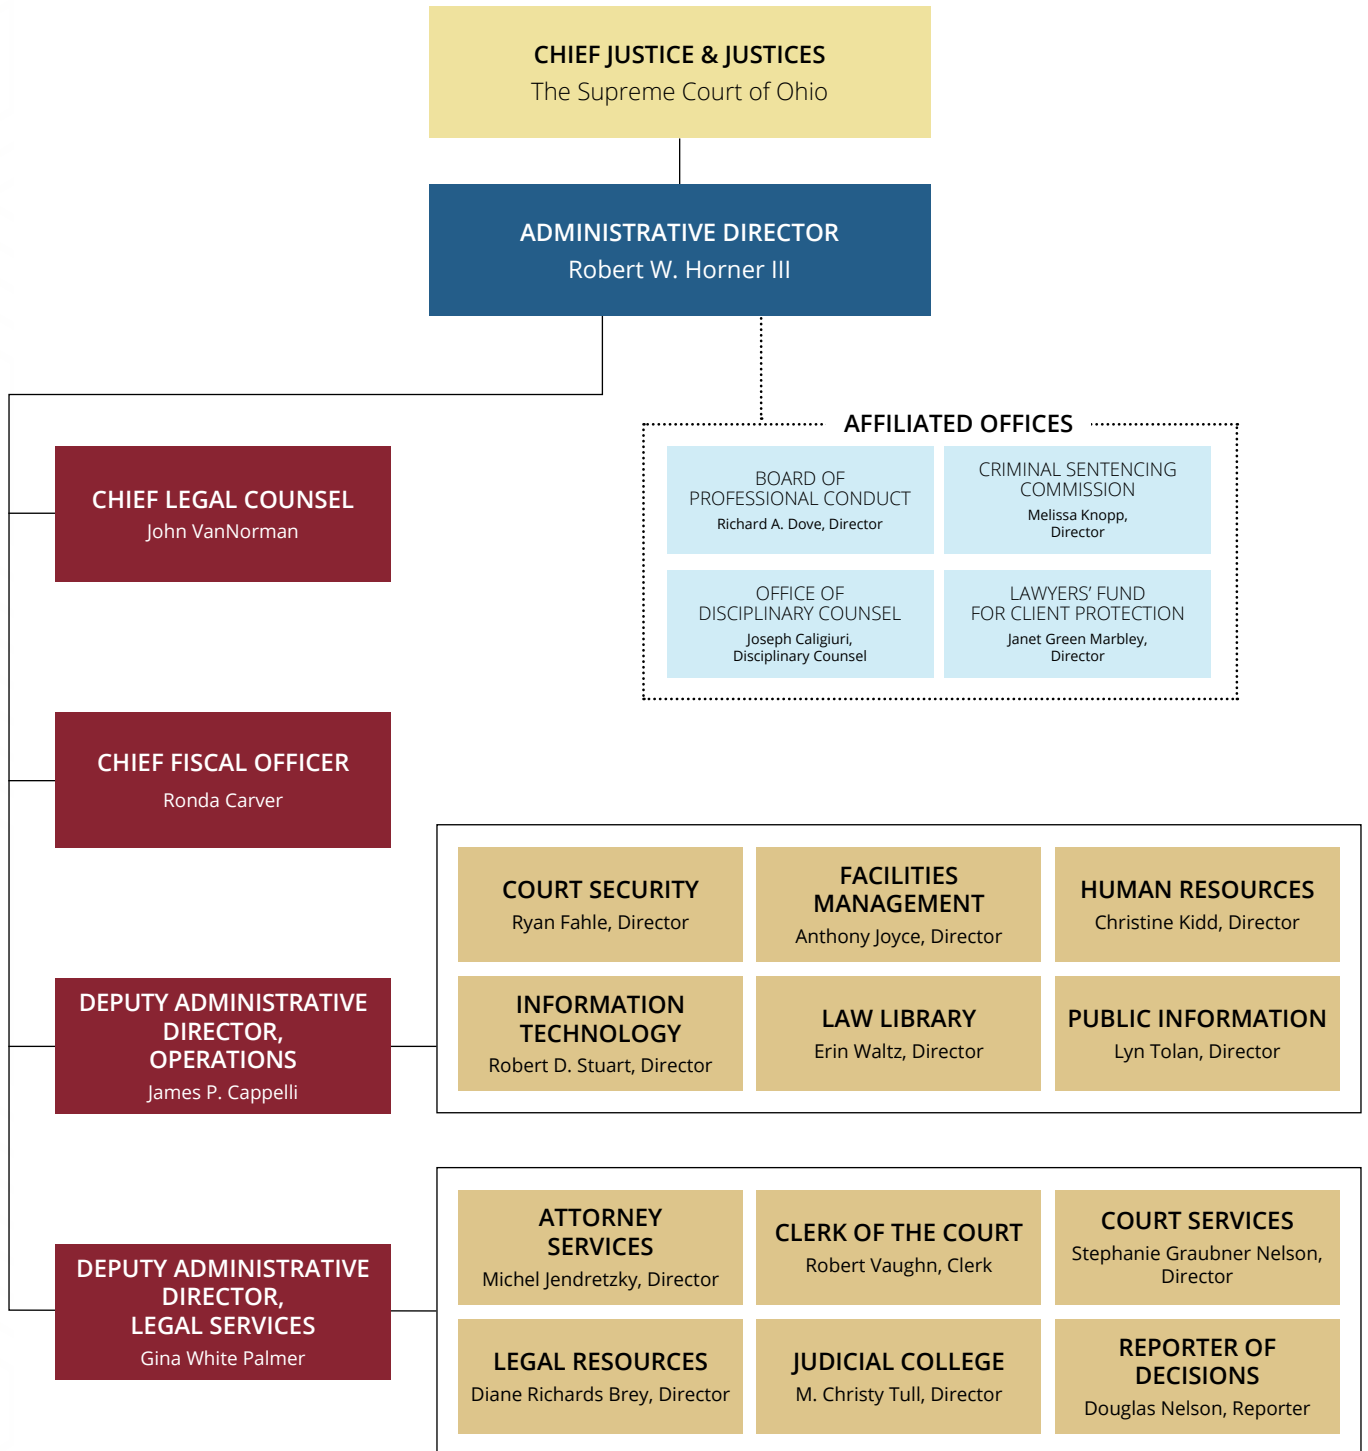 CHIEF JUSTICE & JUSTICES
The Supreme Court of Ohio
ADMINISTRATIVE DIRECTOR
Robert W. Horner III
AFFILIATED OFFICES
BOARD OF
PROFESSIONAL CONDUCT
Richard A. Dove, Director
CRIMINAL SENTENCING
COMMISSION
Melissa Knopp,
Director
OFFICE OF
DISCIPLINARY COUNSEL
Joseph Caligiuri,
Disciplinary Counsel
LAWYERS’ FUND
FOR CLIENT PROTECTION
Janet Green Marbley,
Director
CHIEF LEGAL COUNSEL
John VanNorman
CHIEF FISCAL OFFICER
Ronda Carver
DEPUTY ADMINISTRATIVE
DIRECTOR,
OPERATIONS
James P. Cappelli
COURT SECURITY
Ryan Fahle, Director
FACILITIES
MANAGEMENT
Anthony Joyce, Director
HUMAN RESOURCES
Christine Kidd, Director
INFORMATION
TECHNOLOGY
Robert D. Stuart, Director
LAW LIBRARY
Erin Waltz, Director
PUBLIC INFORMATION
Lyn Tolan, Director
DEPUTY ADMINISTRATIVE
DIRECTOR,
LEGAL SERVICES
Gina White Palmer
ATTORNEY
SERVICES
Michel Jendretzky, Director
CLERK OF THE COURT
Robert Vaughn, Clerk
COURT SERVICES
Stephanie Graubner Nelson,
Director
LEGAL RESOURCES
Diane Richards Brey, Director
JUDICIAL COLLEGE
M. Christy Tull, Director
REPORTER OF
DECISIONS
Douglas Nelson, Reporter